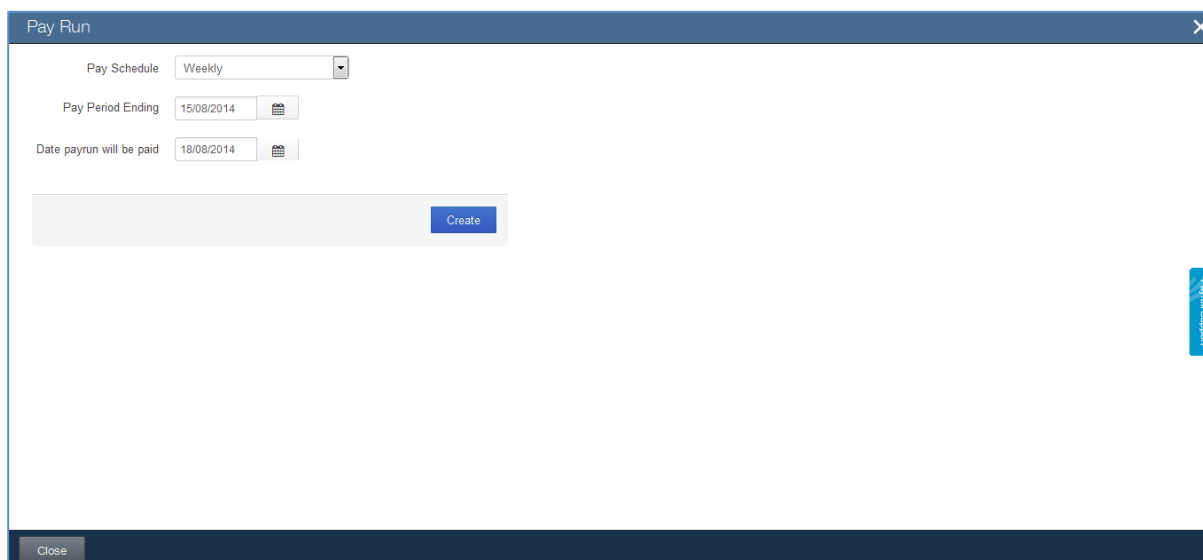 Pay Run
Pay Schedule Weekly
Pay Period Ending 15/08/2014
Date payrun will be paid 18/08/2014
Create
Close